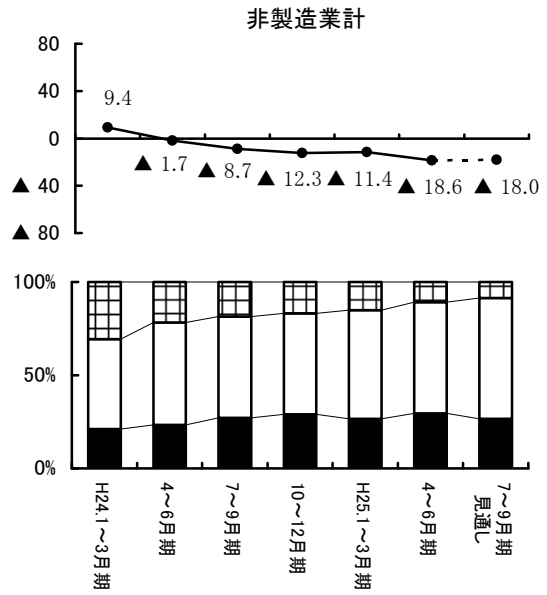 非製造業計
80
40
0
▲ 40
▲ 80
9.4
▲ 1.7
▲ 8.7
▲ 12.3
▲ 11.4
▲ 18.6
▲ 18.0
100%
50%
0%
H24.1～3月期
4～6月期
7～9月期
10～12月期
H25.1～3月期
4～6月期
7～9月期
見通し